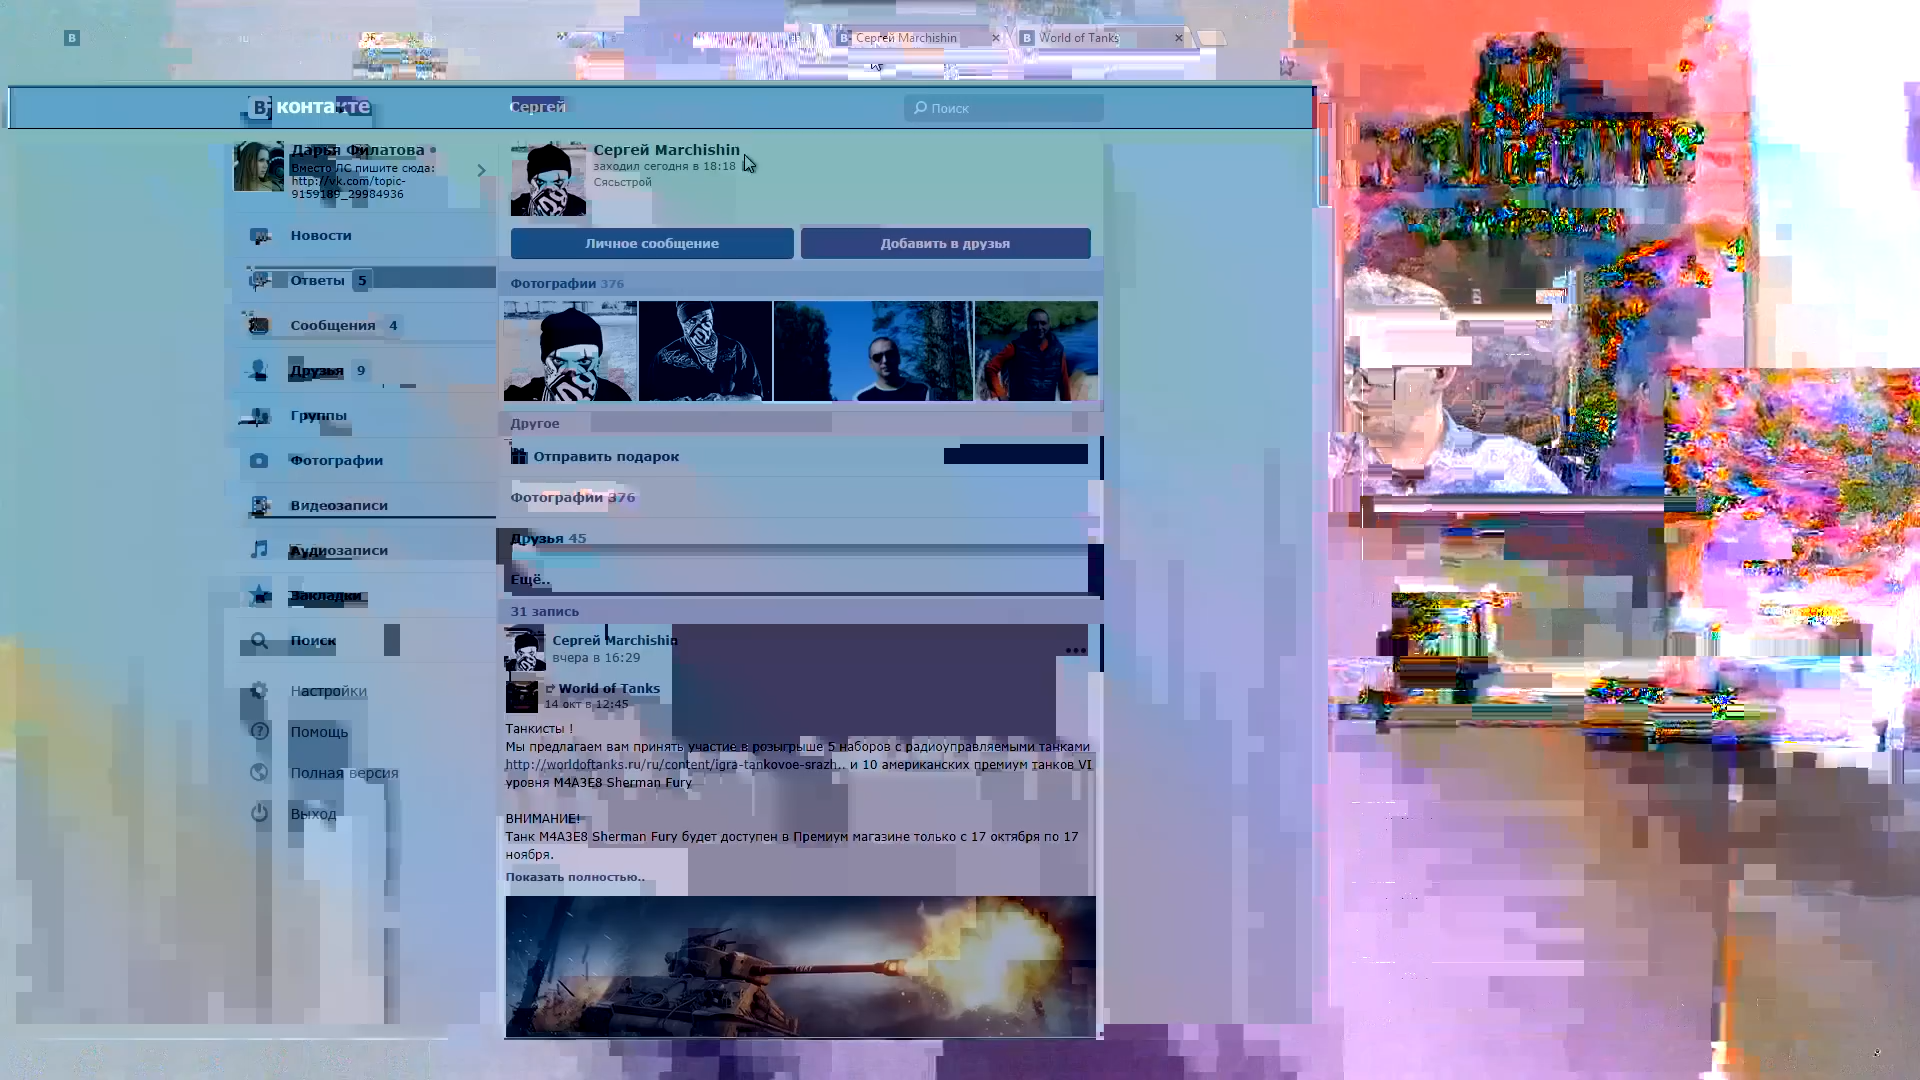 В
Сергей Marchishin
В World of Tanks
В контакте
Сергей
Поиск
Дарья Филатова
Вместо ЛС пишите сюда:
http://vk.com/topic-
9159189_29984936
Новости
Ответы 5
Сообщения 4
Друзья 9
Группы
Фотографии
Видеозаписи
Аудиозаписи
Закладки
Поиск
Настройки
Помощь
Полная версия
Выход
Сергей Marchishin
заходил сегодня в 18:18
Сясьстрой
Личное сообщение
Добавить в друзья
Фотографии 376
Другое
Отправить подарок
Фотографии 376
Друзья 45
Ещё..
31 запись
Сергей Marchishin
вчера в 16:29
World of Tanks
14 окт в 12:45
Танкисты !
Мы предлагаем вам принять участие в розыгрыше 5 наборов с радиоуправляемыми танками
http://worldoftanks.ru/ru/content/igra-tankovoe-srazh.. и 10 американских премиум танков VI
уровня M4A3E8 Sherman Fury
ВНИМАНИЕ!
Танк M4A3E8 Sherman Fury будет доступен в Премиум магазине только с 17 октября по 17
ноября.
Показать полностью..
FURY